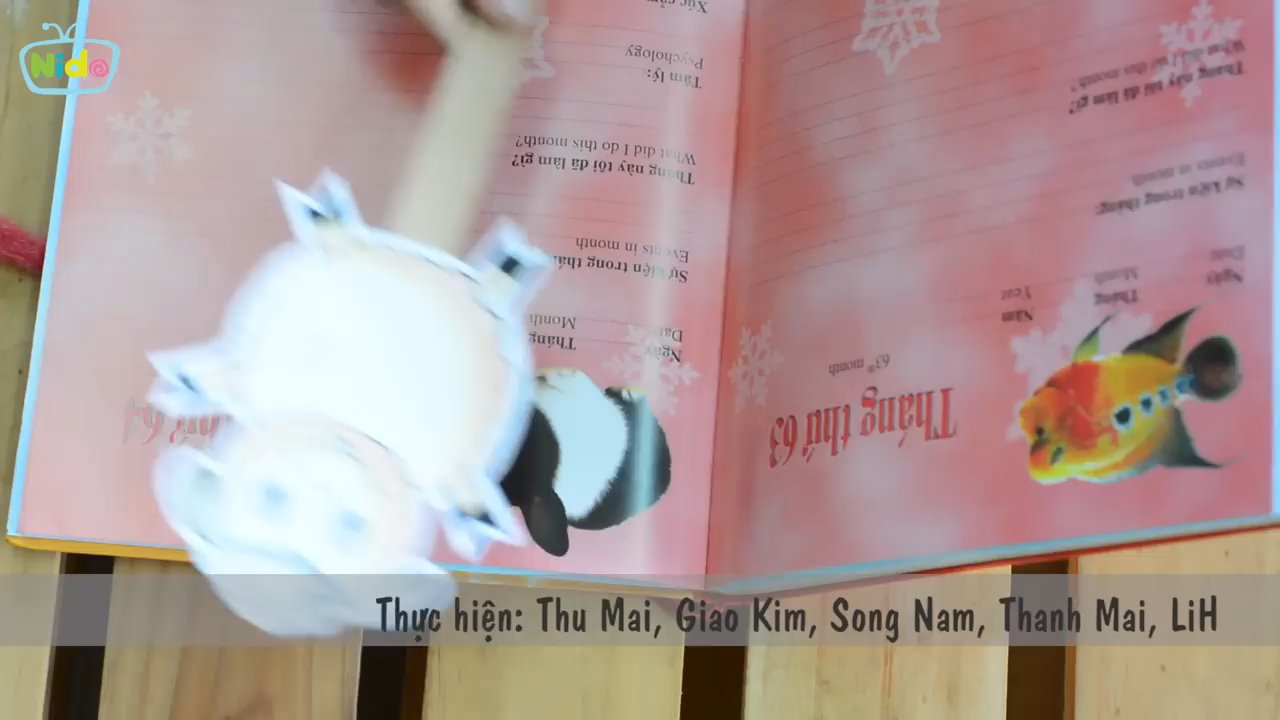 Nido
Xúc cảm
Tâm lý:
Psychology
Tháng này tôi đã làm gì?
What did I do this month?
Sự kiện trong
Events in month
Ngày Tháng
Month
Tháng này tôi đã làm gì?
What did I do this month?
Sự kiện trong tháng:
Events in month
Ngày Tháng Năm
Date Month Year
Tháng thứ 63
63th month
Thực hiện: Thu Mai, Giao Kim, Song Nam, Thanh Mai, LiH